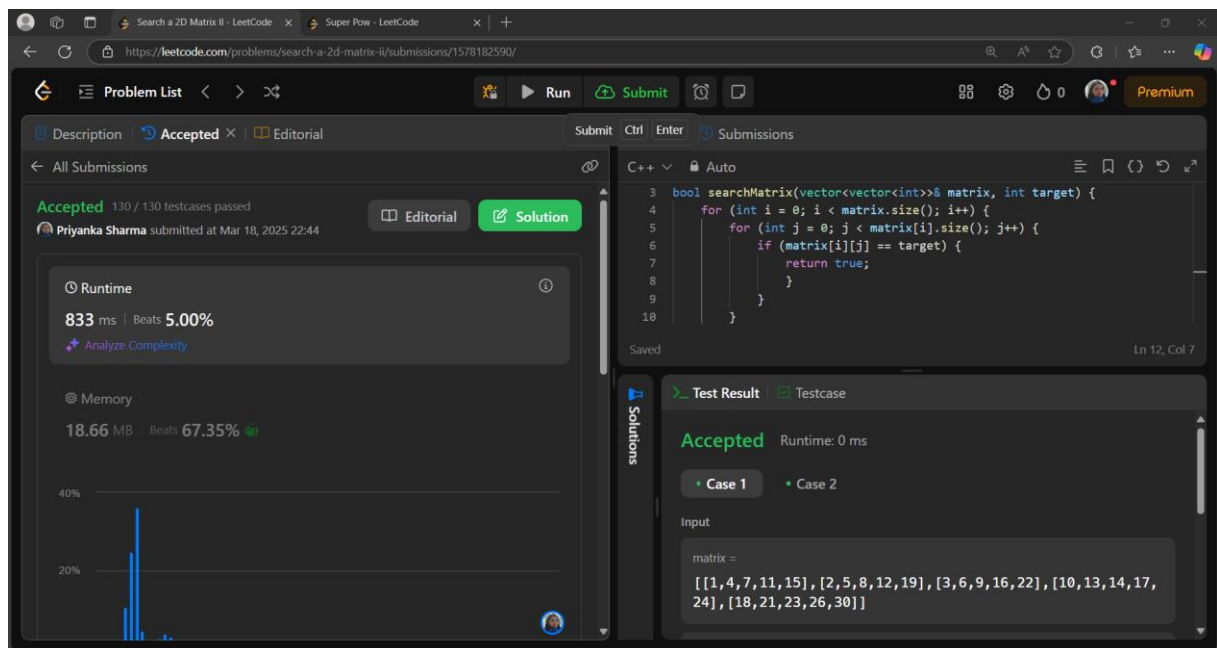 Search a 2D Matrix II - LeetCode
Super Pow - LeetCode
https://leetcode.com/problems/search-a-2d-matrix-ii/submissions/1578182590/
Problem List
Run
Submit
0
Premium
Description
Accepted
Editorial
Submit Ctrl Enter
Submissions
All Submissions
Accepted 130 / 130 testcases passed
Priyanka Sharma submitted at Mar 18, 2025 22:44
Editorial
Solution
Runtime
833 ms | Beats 5.00%
Analyze Complexity
Memory
18.66 MB | Beats 67.35%
40%
20%
C++
Auto
3 bool searchMatrix(vector<vector<int>>& matrix, int target) {
4 for (int i = 0; i < matrix.size(); i++) {
5 for (int j = 0; j < matrix[i].size(); j++) {
6 if (matrix[i][j] == target) {
7 return true;
8 }
9 }
10 }
Saved
Ln 12, Col 7
Solutions
Test Result
Testcase
Accepted Runtime: 0 ms
• Case 1
• Case 2
Input
matrix =
[[1,4,7,11,15],[2,5,8,12,19],[3,6,9,16,22],[10,13,14,17,
24],[18,21,23,26,30]]